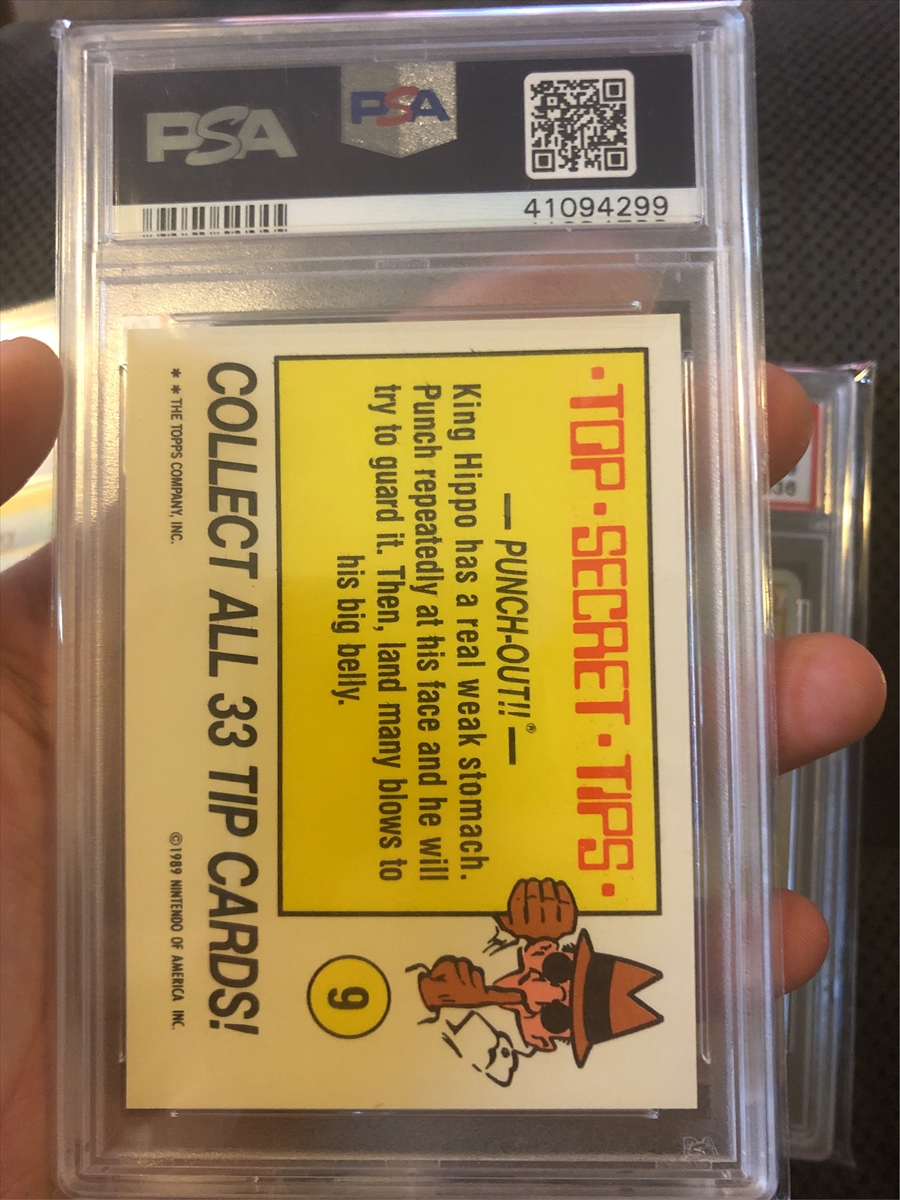 PSA
PSA
41094299
·TOP·SECRET·TIPS·
— PUNCH-OUT!!® —
King Hippo has a real weak stomach.
Punch repeatedly at his face and he will
try to guard it. Then, land many blows to
his big belly.
9
COLLECT ALL 33 TIP CARDS!
* * THE TOPPS COMPANY, INC.
©1989 NINTENDO OF AMERICA INC.